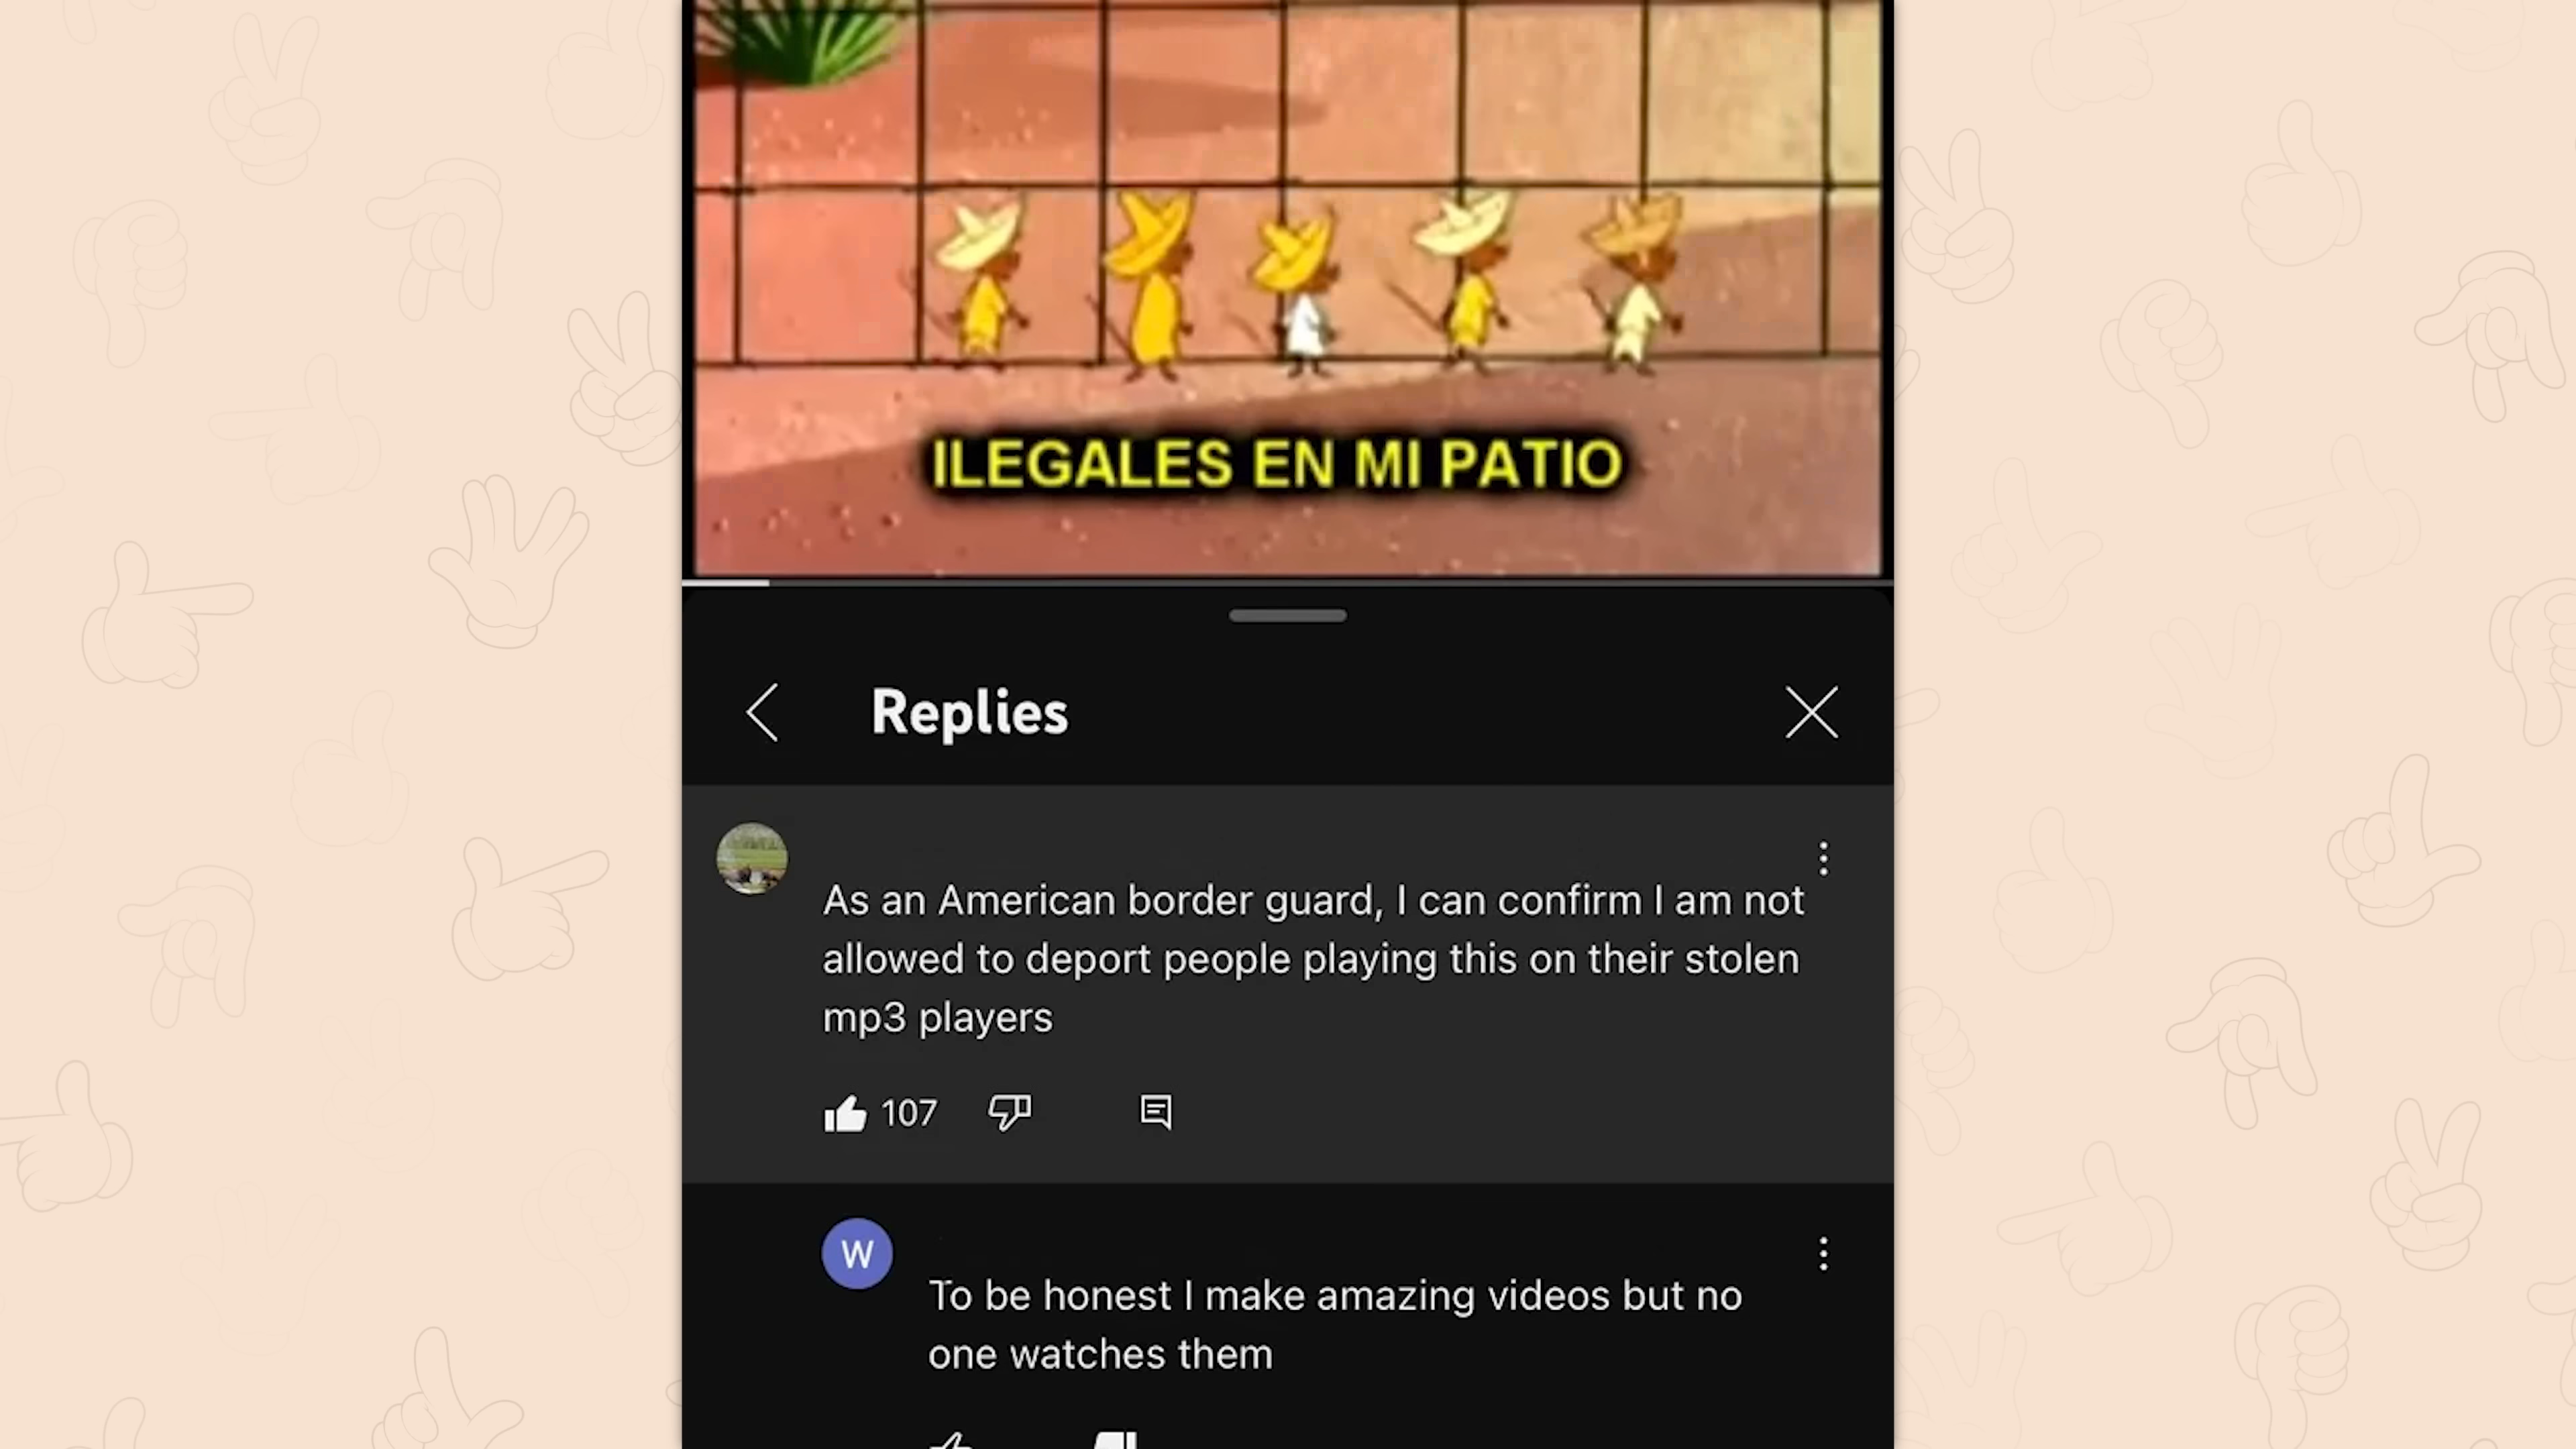 ILEGALES EN MI PATIO
Replies
As an American border guard, I can confirm I am not
allowed to deport people playing this on their stolen
mp3 players
107
W
To be honest I make amazing videos but no
one watches them